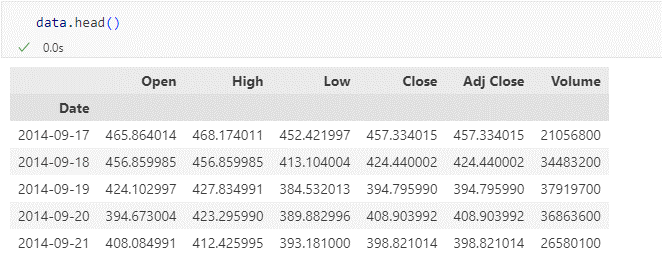 data.head()
0.0s
Open High Low Close Adj Close Volume
Date
2014-09-17 465.864014 468.174011 452.421997 457.334015 457.334015 21056800
2014-09-18 456.859985 456.859985 413.104004 424.440002 424.440002 34483200
2014-09-19 424.102997 427.834991 384.532013 394.795990 394.795990 37919700
2014-09-20 394.673004 423.295990 389.882996 408.903992 408.903992 36863600
2014-09-21 408.084991 412.425995 393.181000 398.821014 398.821014 26580100